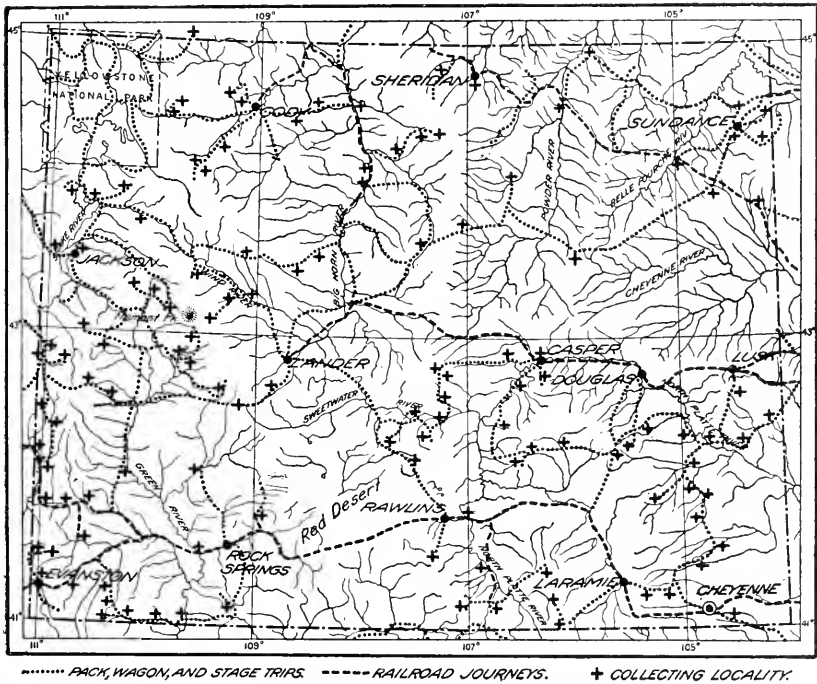 111° 109° 107° 105°
45° 45°
YELLOWSTONE
NATIONAL PARK
SHERIDAN
CODY
SUNDANCE
BELLE FOURCHE RIV
POWDER RIVER
BIG HORN RIVER
JACKSON
CHEYENNE RIVER
43° 43°
CASPER
LANDER
DOUGLAS
LUSK
SWEETWATER
RIVER
GREEN
RIVER
Red Desert
RAWLINS
ROCK
SPRINGS
EVANSTON
NORTH PLATTE RIVER
LARAMIE
CHEYENNE
41° 41°
111° 109° 107° 105°
PACK, WAGON, AND STAGE TRIPS. RAILROAD JOURNEYS. + COLLECTING LOCALITY.